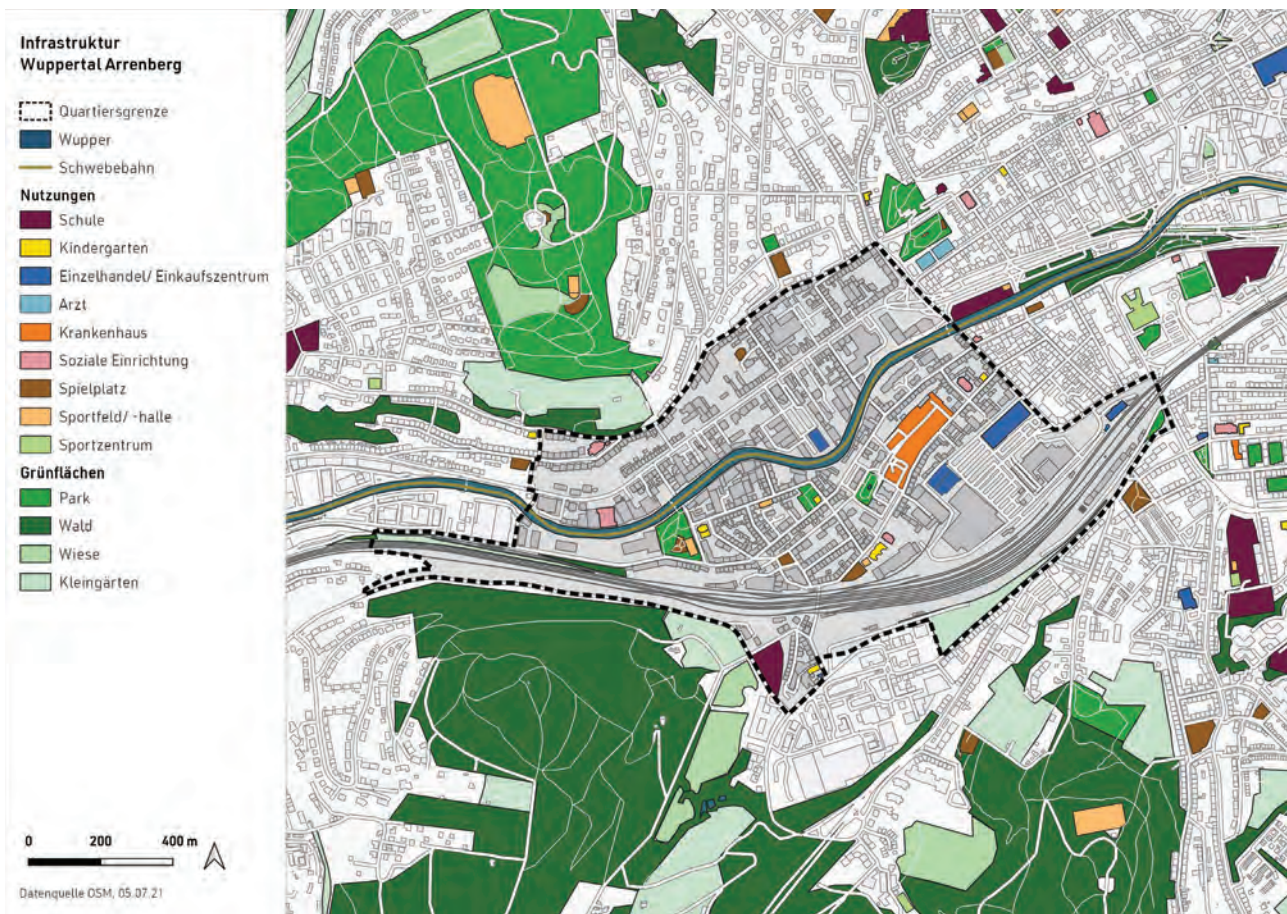 Infrastruktur
Wuppertal Arrenberg
Quartiersgrenze
Wupper
Schwebebahn
Nutzungen
Schule
Kindergarten
Einzelhandel/ Einkaufszentrum
Arzt
Krankenhaus
Soziale Einrichtung
Spielplatz
Sportfeld/ -halle
Sportzentrum
Grünflächen
Park
Wald
Wiese
Kleingärten
0 200 400 m
Datenquelle OSM, 05.07.21